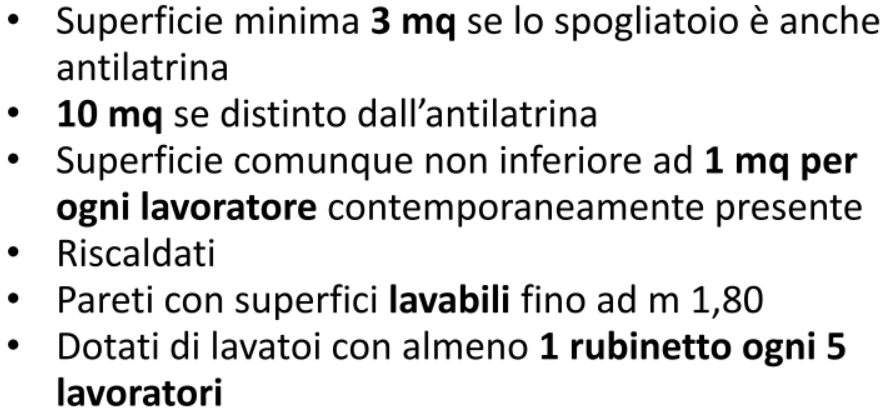 • Superficie minima 3 mq se lo spogliatoio è anche
antilatrina
• 10 mq se distinto dall’antilatrina
• Superficie comunque non inferiore ad 1 mq per
ogni lavoratore contemporaneamente presente
• Riscaldati
• Pareti con superfici lavabili fino ad m 1,80
• Dotati di lavatoi con almeno 1 rubinetto ogni 5
lavoratori